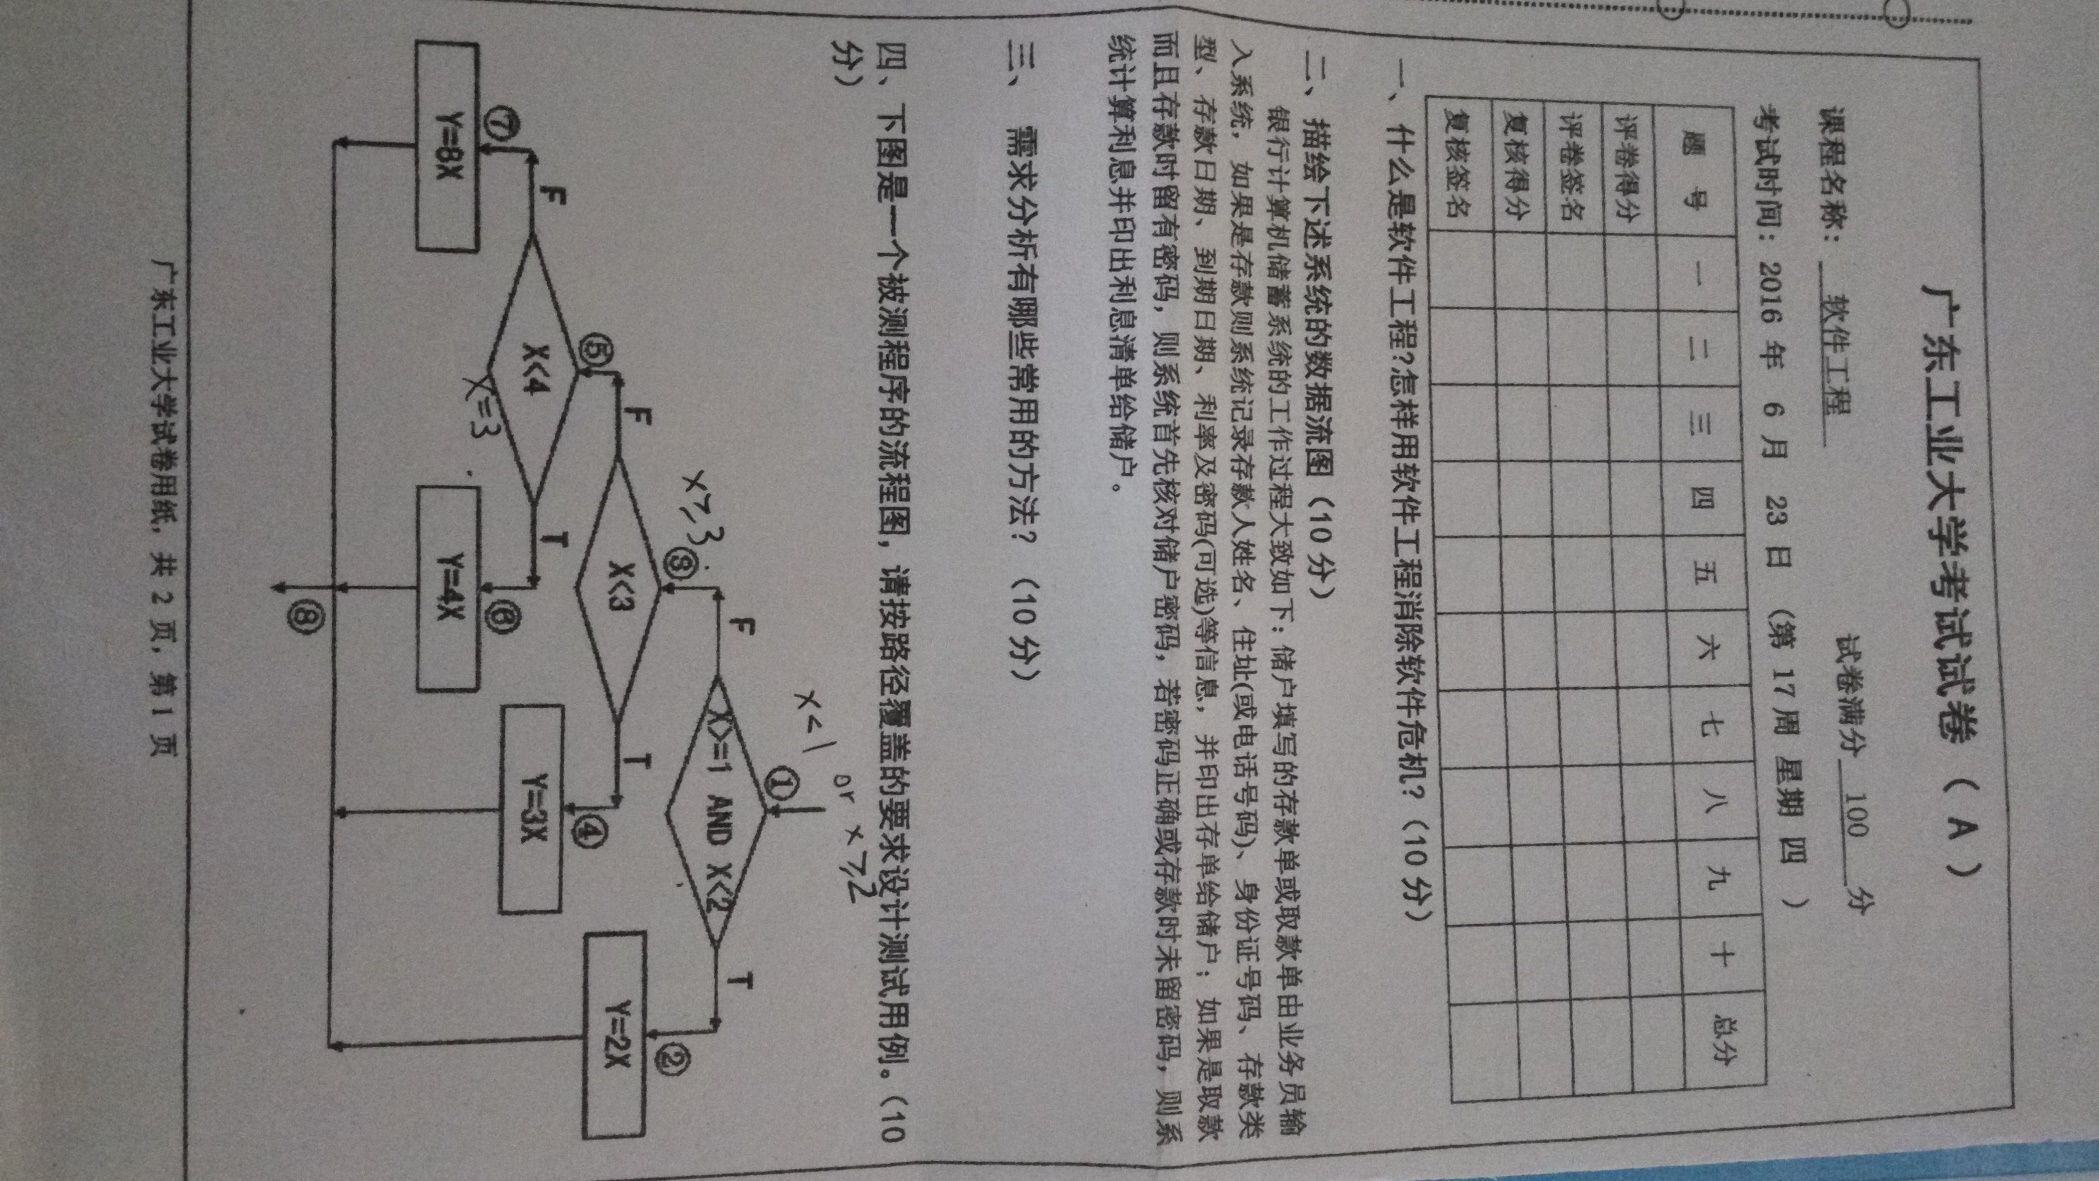 广东工业大学考试试卷（ A ）
课程名称: 软件工程 试卷满分 100 分
考试时间: 2016 年 6 月 23 日 （第 17周 星期 四 ）
题 号 一 二 三 四 五 六 七 八 九 十 总分
评卷得分
评卷签名
复核得分
复核签名
一、什么是软件工程?怎样用软件工程消除软件危机?（10 分）
二、描绘下述系统的数据流图（10 分）
银行计算机储蓄系统的工作过程大致如下: 储户填写的存款单或取款单由业务员输
入系统, 如果是存款则系统记录存款人姓名、住址(或电话号码)、身份证号码、存款类
型、存款日期、到期日期、利率及密码(可选)等信息, 并印出存单给储户; 如果是取款
而且存款时留有密码, 则系统首先核对储户密码, 若密码正确或存款时未留密码, 则系
统计算利息并印出利息清单给储户。
三、 需求分析有哪些常用的方法? （10 分）
四、下图是一个被测程序的流程图, 请按路径覆盖的要求设计测试用例。（10
分）
x<1 or x≥2
①
X>=1 AND X<2
F
T
x≥3
③
②
X<3
Y=2X
F
T
⑤
④
X<4
Y=3X
x=3
F
T
⑦
⑥
Y=8X
Y=4X
⑧
广东工业大学试卷用纸, 共 2 页, 第 1 页